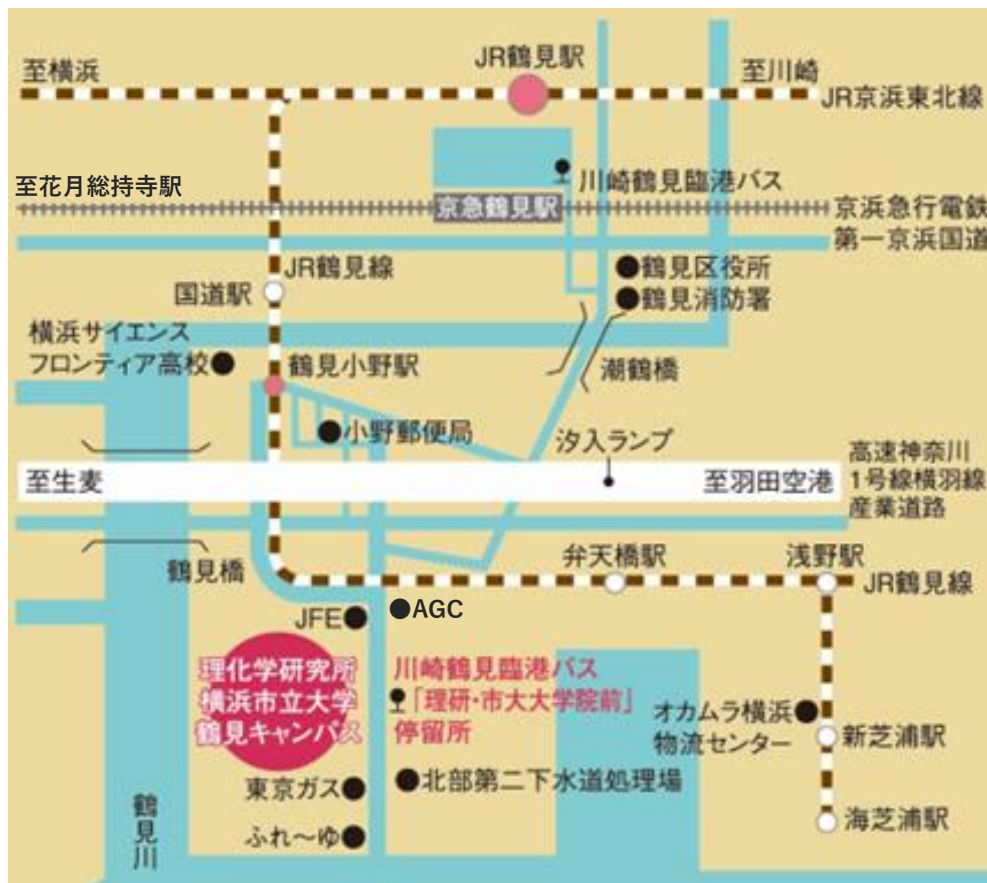 JR鶴見駅
至横浜
至川崎
JR京浜東北線
至花月総持寺駅
川崎鶴見臨港バス
京急鶴見駅
京浜急行電鉄
第一京浜国道
JR鶴見線
鶴見区役所
国道駅
鶴見消防署
横浜サイエンス
フロンティア高校
鶴見小野駅
潮鶴橋
小野郵便局
汐入ランプ
高速神奈川
1号線横羽線
産業道路
至生麦
至羽田空港
鶴見橋
弁天橋駅
浅野駅
JR鶴見線
JFE
AGC
理化学研究所
横浜市立大学
鶴見キャンパス
川崎鶴見臨港バス
「理研・市大大学院前」
停留所
オカムラ横浜
物流センター
新芝浦駅
東京ガス
北部第二下水道処理場
鶴見川
ふれ〜ゆ
海芝浦駅